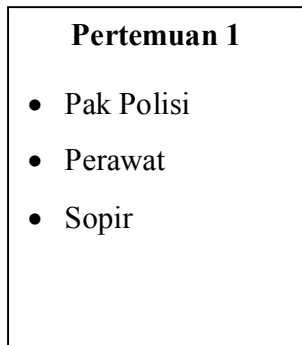 Pertemuan 1
• Pak Polisi
• Perawat
• Sopir